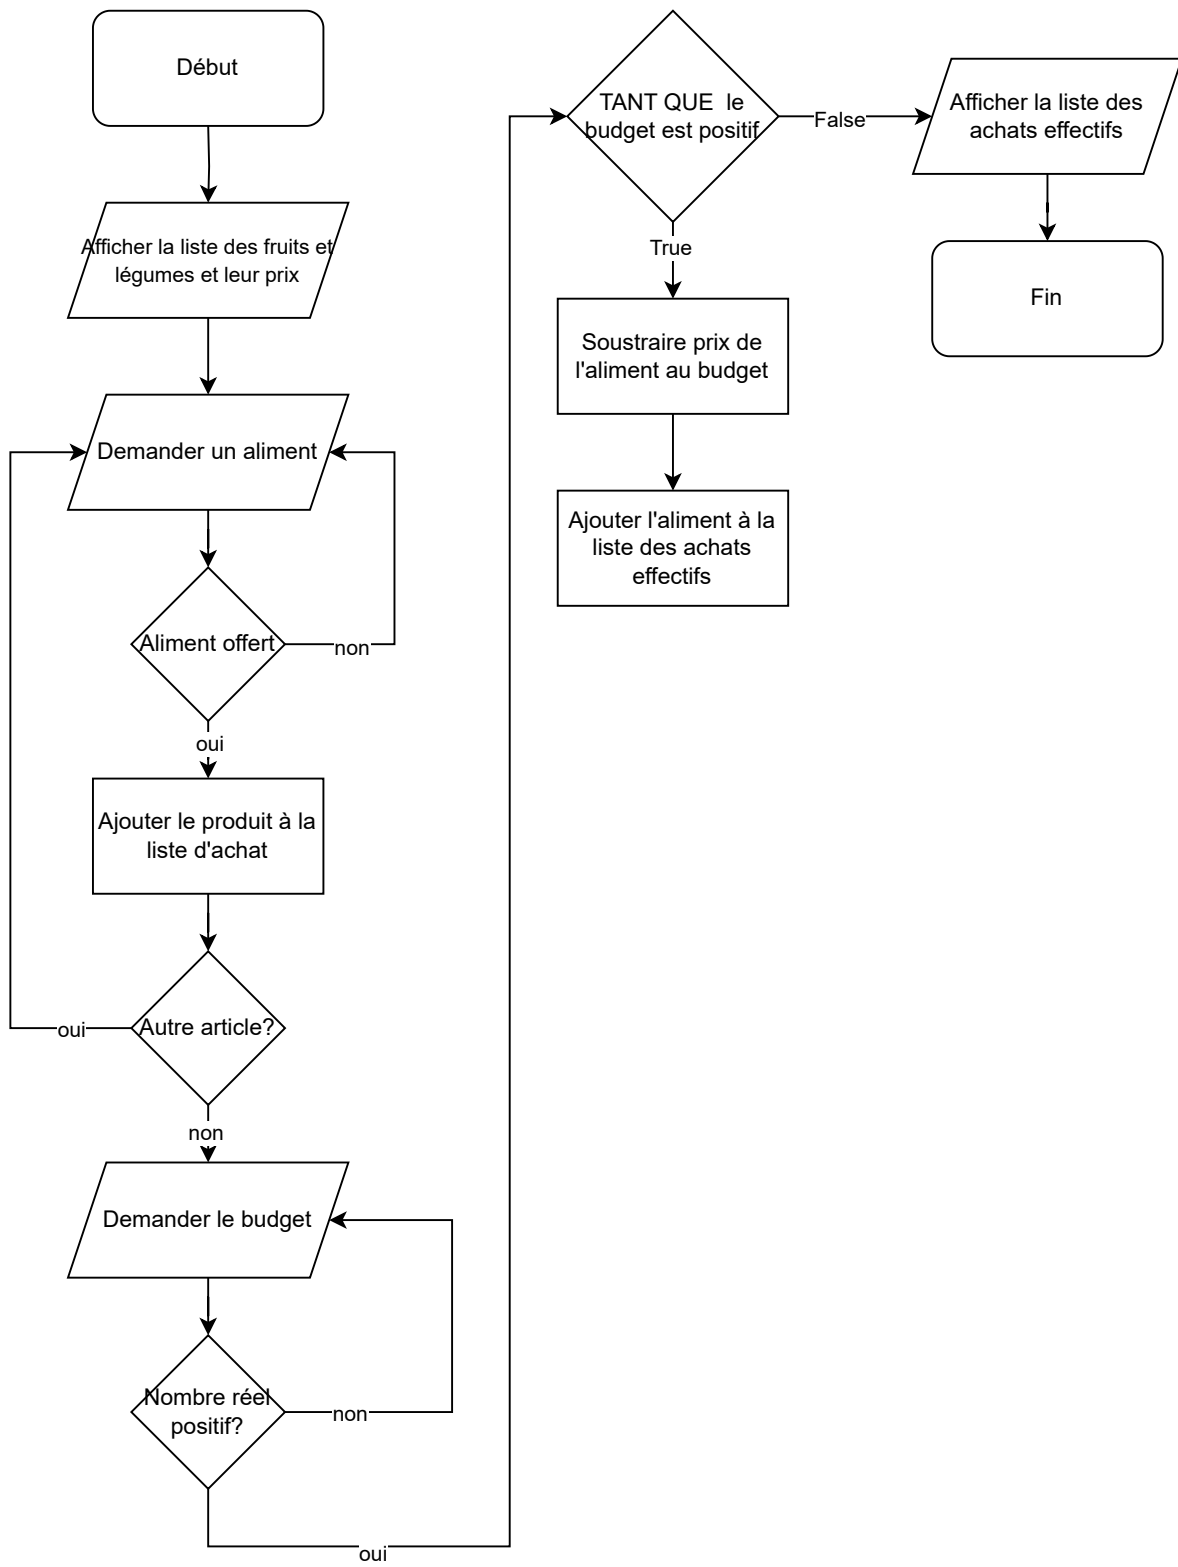 Début
Afficher la liste des fruits et
légumes et leur prix
Demander un aliment
Aliment offert
non
oui
Ajouter le produit à la
liste d'achat
Autre article?
oui
non
Demander le budget
Nombre réel
positif?
non
oui
TANT QUE  le
budget est positif
False
True
Soustraire prix de
l'aliment au budget
Ajouter l'aliment à la
liste des achats
effectifs
Afficher la liste des
achats effectifs
Fin